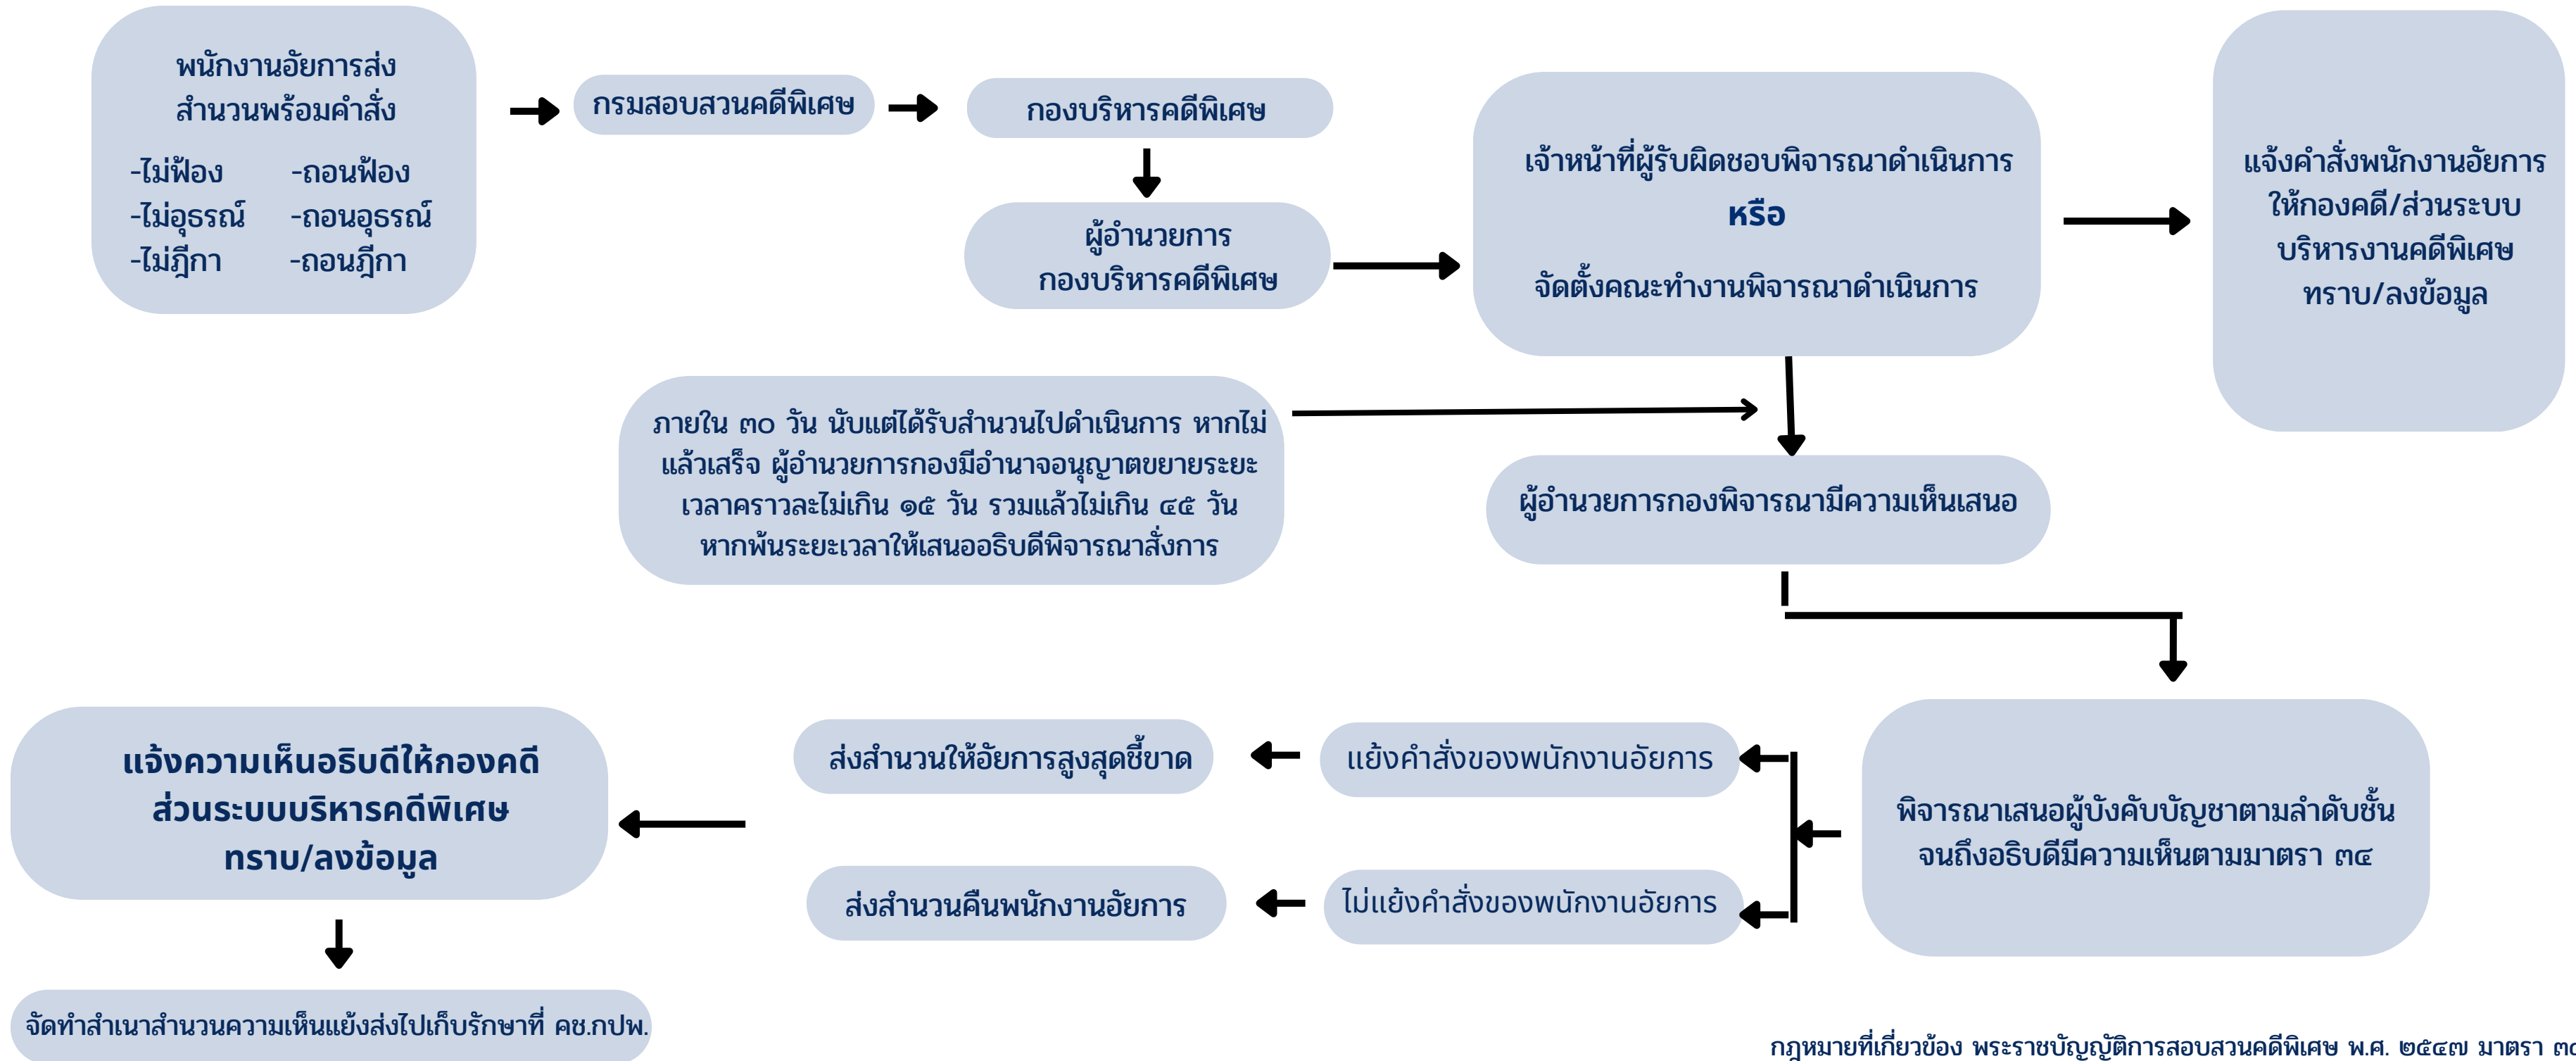 พนักงานอัยการส่ง
สำนวนพร้อมคำสั่ง
-ไม่ฟ้อง -ถอนฟ้อง
-ไม่อุธรณ์ -ถอนอุธรณ์
-ไม่ฎีกา -ถอนฎีกา
กรมสอบสวนคดีพิเศษ
กองบริหารคดีพิเศษ
ผู้อำนวยการ
กองบริหารคดีพิเศษ
เจ้าหน้าที่ผู้รับผิดชอบพิจารณาดำเนินการ
หรือ
จัดตั้งคณะทำงานพิจารณาดำเนินการ
แจ้งคำสั่งพนักงานอัยการ
ให้กองคดี/ส่วนระบบ
บริหารงานคดีพิเศษ
ทราบ/ลงข้อมูล
ภายใน ๓๐ วัน นับแต่ได้รับสำนวนไปดำเนินการ หากไม่
แล้วเสร็จ ผู้อำนวยการกองมีอำนาจอนุญาตขยายระยะ
เวลาคราวละไม่เกิน ๑๕ วัน รวมแล้วไม่เกิน ๔๕ วัน
หากพ้นระยะเวลาให้เสนออธิบดีพิจารณาสั่งการ
ผู้อำนวยการกองพิจารณามีความเห็นเสนอ
พิจารณาเสนอผู้บังคับบัญชาตามลำดับชั้น
จนถึงอธิบดีมีความเห็นตามมาตรา ๓๔
แย้งคำสั่งของพนักงานอัยการ
ส่งสำนวนให้อัยการสูงสุดชี้ขาด
ไม่แย้งคำสั่งของพนักงานอัยการ
ส่งสำนวนคืนพนักงานอัยการ
แจ้งความเห็นอธิบดีให้กองคดี
ส่วนระบบบริหารคดีพิเศษ
ทราบ/ลงข้อมูล
จัดทำสำเนาสำนวนความเห็นแย้งส่งไปเก็บรักษาที่ คช.กปพ.
กฎหมายที่เกี่ยวข้อง พระราชบัญญัติการสอบสวนคดีพิเศษ พ.ศ. ๒๕๔๗ มาตรา ๓๔